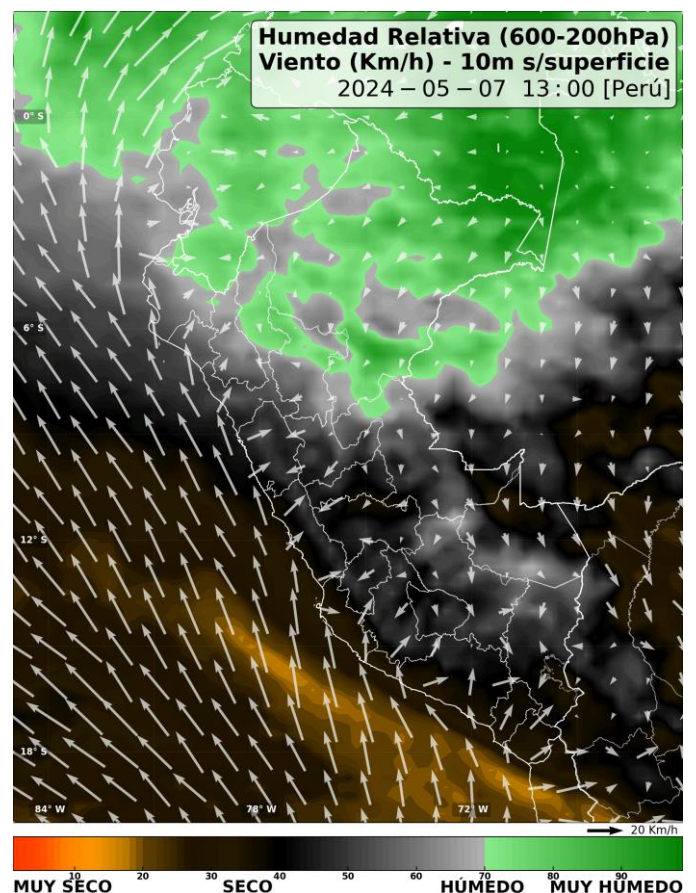 Humedad Relativa (600-200hPa)
Viento (Km/h) - 10m s/superficie
2024-05-07 13:00 [Perú]
0° S
6° S
12° S
18° S
84° W
78° W
72° W
20 Km/h
10 20 30 40 50 60 70 80 90
MUY SECO SECO HÚMEDO MUY HÚMEDO